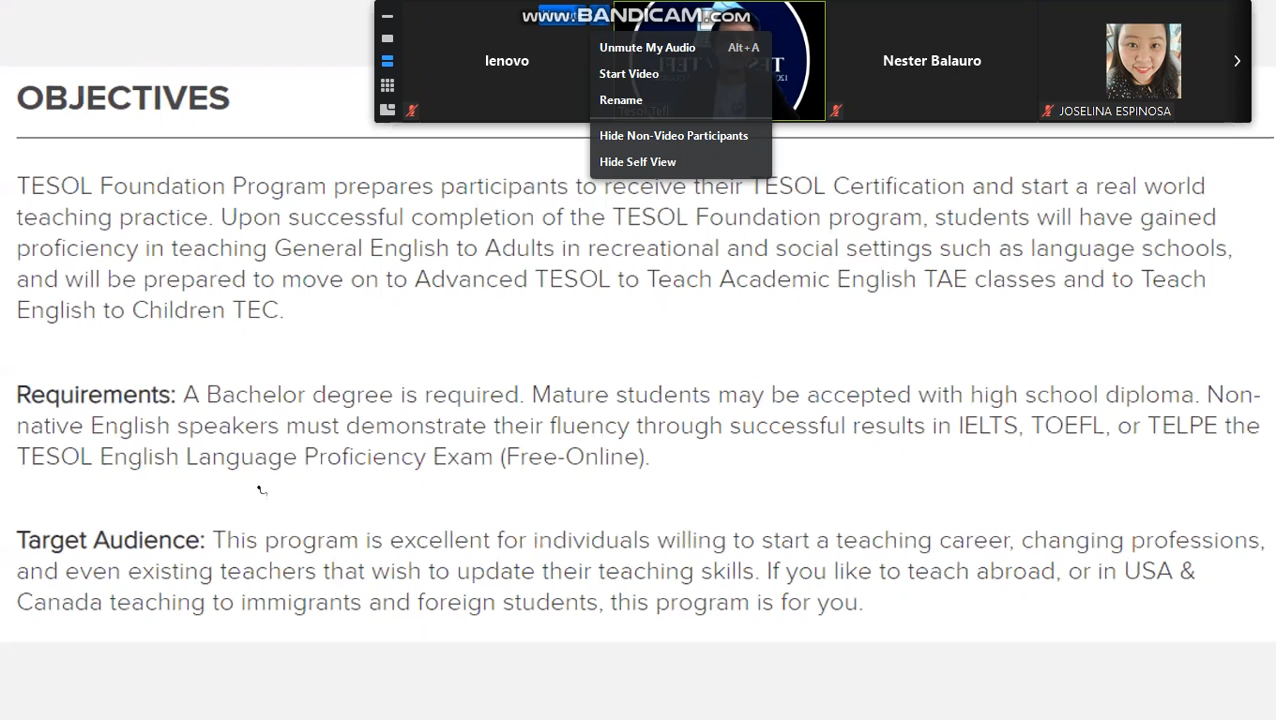 www.BANDICAM.com
lenovo
Unmute My Audio Alt+A
Start Video
Rename
Hide Non-Video Participants
Hide Self View
Nester Balauro
JOSELINA ESPINOSA
OBJECTIVES
TESOL Foundation Program prepares participants to receive their TESOL Certification and start a real world
teaching practice. Upon successful completion of the TESOL Foundation program, students will have gained
proficiency in teaching General English to Adults in recreational and social settings such as language schools,
and will be prepared to move on to Advanced TESOL to Teach Academic English TAE classes and to Teach
English to Children TEC.
Requirements: A Bachelor degree is required. Mature students may be accepted with high school diploma. Non-
native English speakers must demonstrate their fluency through successful results in IELTS, TOEFL, or TELPE the
TESOL English Language Proficiency Exam (Free-Online).
Target Audience: This program is excellent for individuals willing to start a teaching career, changing professions,
and even existing teachers that wish to update their teaching skills. If you like to teach abroad, or in USA &
Canada teaching to immigrants and foreign students, this program is for you.